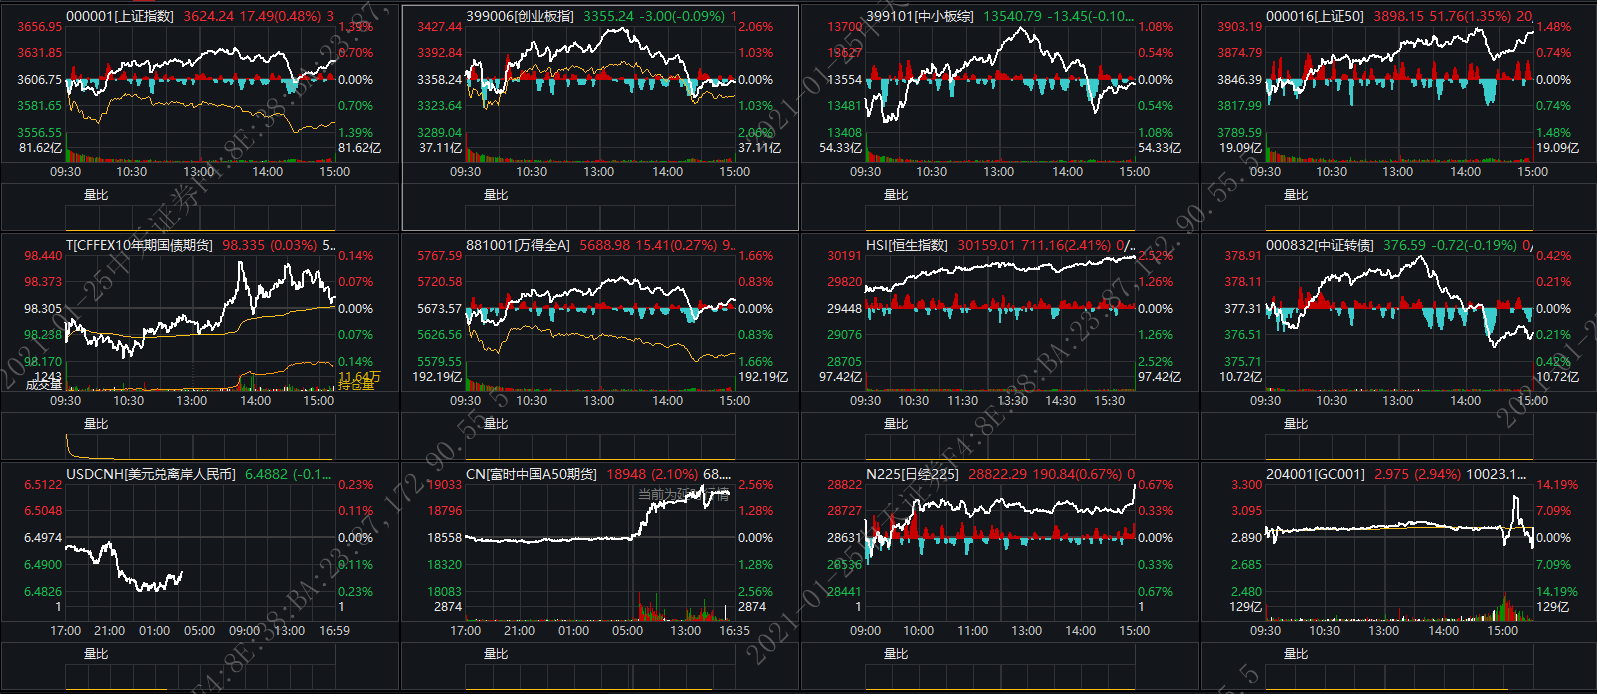 000001[上证指数] 3624.24 17.49(0.48%) 3
3656.95 1.39%
3631.85 0.70%
3606.75 0.00%
3581.65 0.70%
3556.55 1.39%
81.62亿 81.62亿
09:30 10:30 13:00 14:00 15:00
量比
399006[创业板指] 3355.24 -3.00(-0.09%) 1
3427.44 2.06%
3392.84 1.03%
3358.24 0.00%
3323.64 1.03%
3289.04 2.06%
37.11亿 37.11亿
09:30 10:30 13:00 14:00 15:00
量比
399101[中小板综] 13540.79 -13.45(-0.10...
13700 1.08%
13627 0.54%
13554 0.00%
13481 0.54%
13408 1.08%
54.33亿 54.33亿
09:30 10:30 13:00 14:00 15:00
量比
000016[上证50] 3898.15 51.76(1.35%) 20
3903.19 1.48%
3874.79 0.74%
3846.39 0.00%
3817.99 0.74%
3789.59 1.48%
19.09亿 19.09亿
09:30 10:30 13:00 14:00 15:00
量比
T[CFFEX10年期国债期货] 98.335 (0.03%) 5..
98.440 0.14%
98.373 0.07%
98.305 0.00%
98.238 0.07%
98.170 0.14%
1243 11.64万
成交量 持仓量
09:30 10:30 13:00 14:00 15:00
量比
881001[万得全A] 5688.98 15.41(0.27%) 9..
5767.59 1.66%
5720.58 0.83%
5673.57 0.00%
5626.56 0.83%
5579.55 1.66%
192.19亿 192.19亿
09:30 10:30 13:00 14:00 15:00
量比
HSI[恒生指数] 30159.01 711.16(2.41%) 0/..
30191 2.52%
29820 1.26%
29448 0.00%
29076 1.26%
28705 2.52%
97.42亿 97.42亿
09:30 10:30 11:30 13:30 14:30 15:30
量比
000832[中证转债] 376.59 -0.72(-0.19%) 0/
378.91 0.42%
378.11 0.21%
377.31 0.00%
376.51 0.21%
375.71 0.42%
10.72亿 10.72亿
09:30 10:30 13:00 14:00 15:00
量比
USDCNH[美元兑离岸人民币] 6.4882 (-0.1...
6.5122 0.23%
6.5048 0.11%
6.4974 0.00%
6.4900 0.11%
6.4826 0.23%
1 1
17:00 21:00 01:00 05:00 09:00 13:00 16:59
量比
CN[富时中国A50期货] 18948 (2.10%) 68....
当前为延时行情
19033 2.56%
18796 1.28%
18558 0.00%
18320 1.28%
18083 2.56%
2874 2874
17:00 21:00 01:00 05:00 13:00 16:35
量比
N225[日经225] 28822.29 190.84(0.67%) 0
28822 0.67%
28727 0.33%
28631 0.00%
28536 0.33%
28441 0.67%
1 1
09:00 10:00 11:00 13:00 14:00 15:00
量比
204001[GC001] 2.975 (2.94%) 10023.1...
3.300 14.19%
3.095 7.09%
2.890 0.00%
2.685 7.09%
2.480 14.19%
129亿 129亿
09:30 10:30 13:00 14:00 15:00
量比